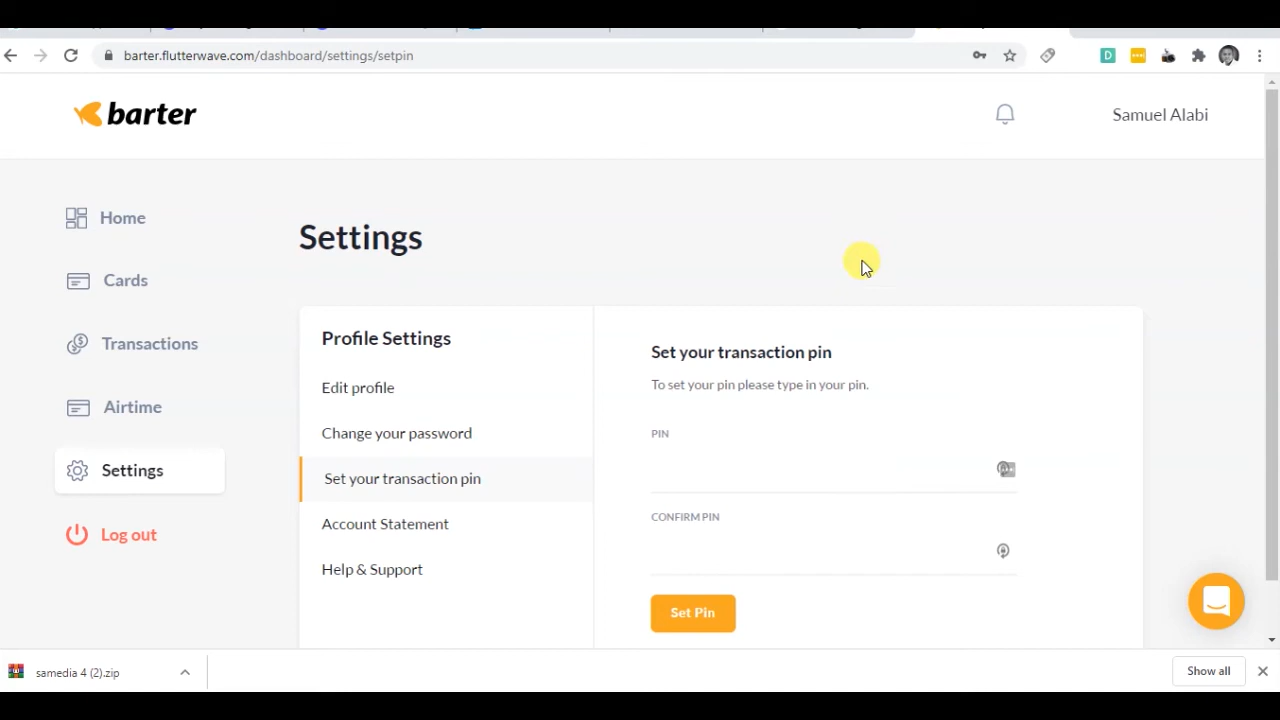 barter.flutterwave.com/dashboard/settings/setpin
D
barter
Samuel Alabi
Home
Cards
Transactions
Airtime
Settings
Log out
Settings
Profile Settings
Edit profile
Change your password
Set your transaction pin
Account Statement
Help & Support
Set your transaction pin
To set your pin please type in your pin.
PIN
CONFIRM PIN
Set Pin
samedia 4 (2).zip
Show all